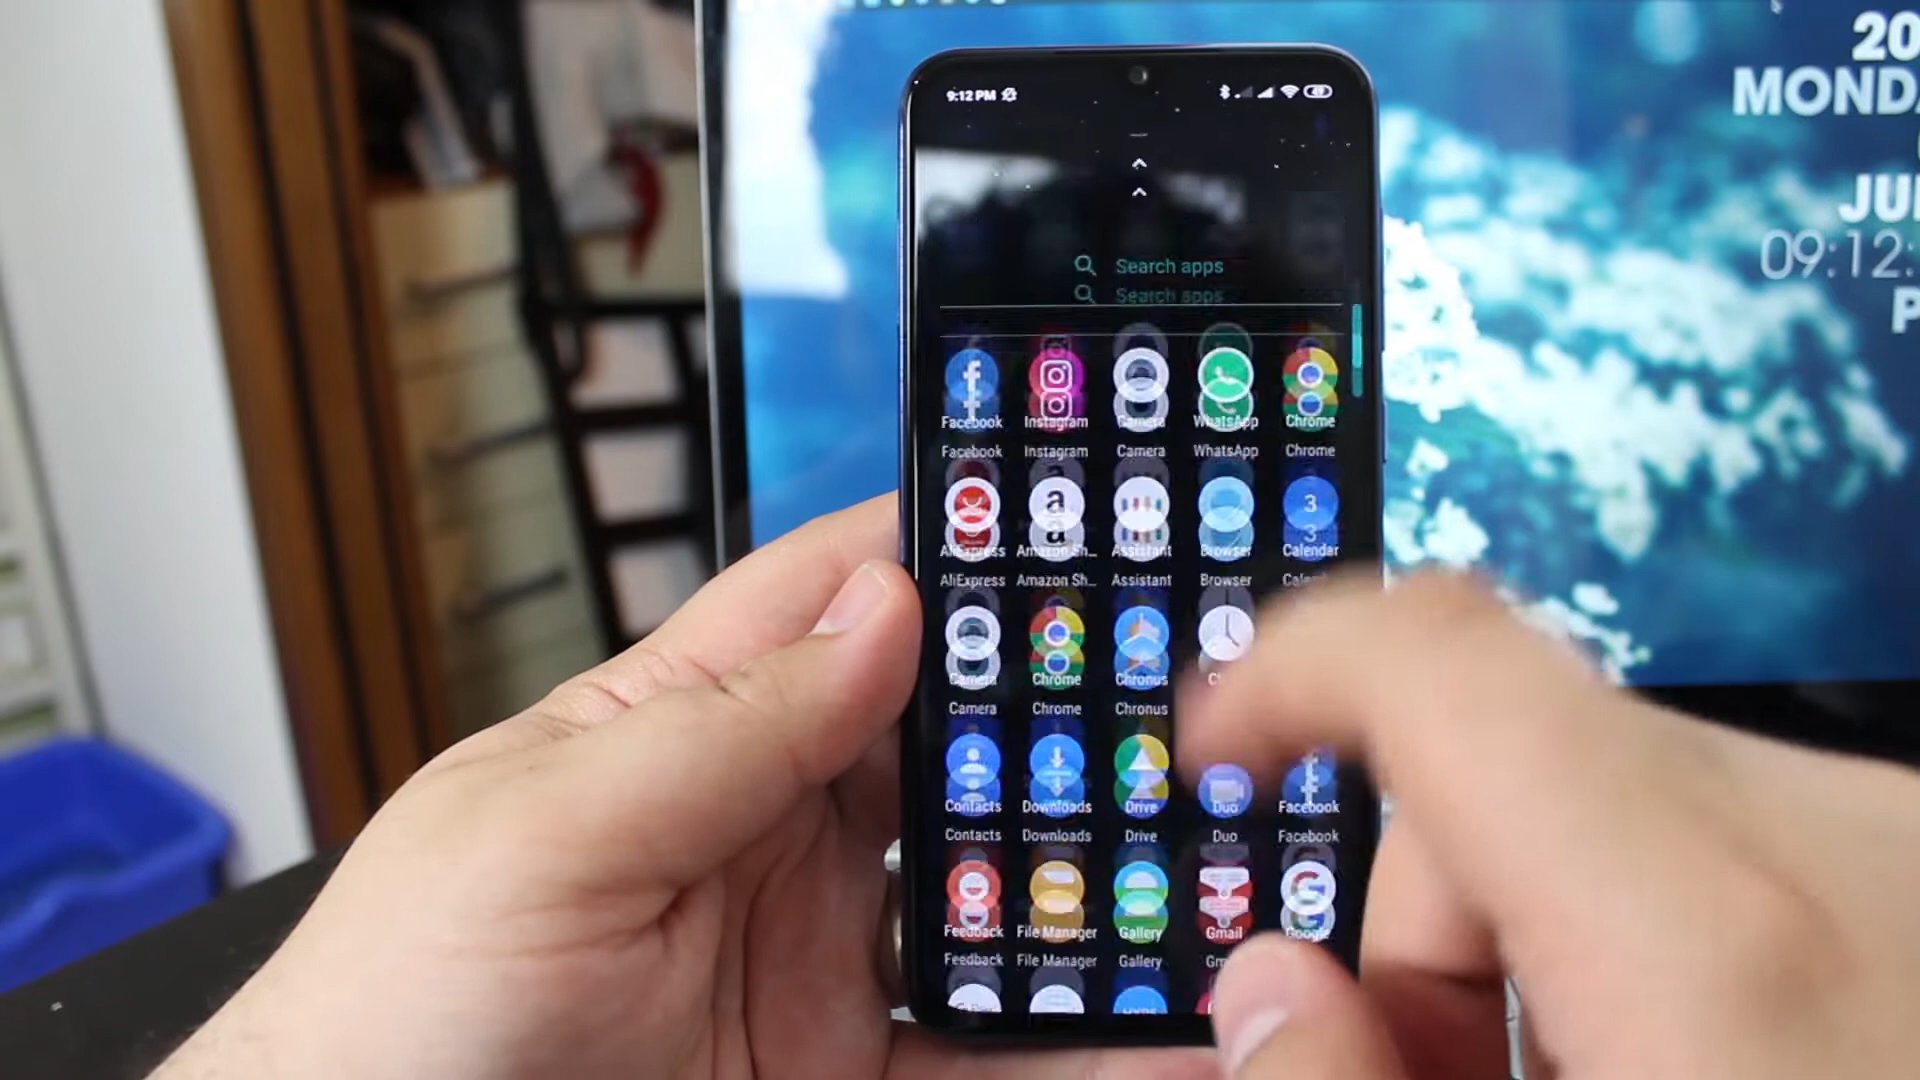 20
MONDA
JU
09:12:
P
9:12 PM
49
Search apps
Search apps
Facebook Instagram Camera WhatsApp Chrome
Facebook Instagram Camera WhatsApp Chrome
a
a
3
3
AliExpress Amazon Sh... Assistant Browser Calendar
AliExpress Amazon Sh... Assistant Browser
Camera Chrome Chronus
Camera Chrome Chronus
Contacts Downloads Drive Duo Facebook
Contacts Downloads Drive Duo Facebook
Feedback File Manager Gallery Gmail Google
Feedback File Manager Gallery